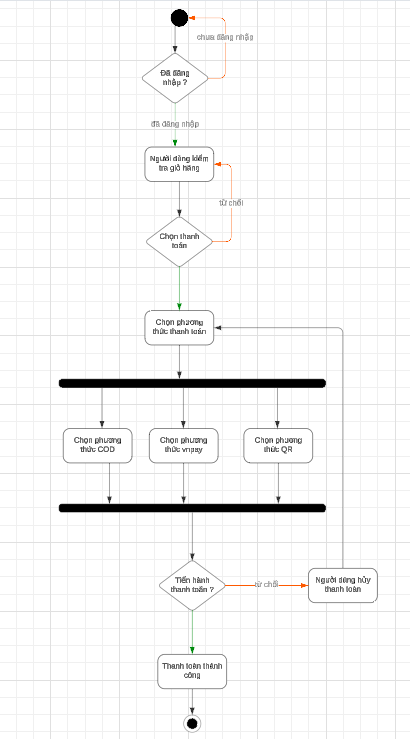 chưa đăng nhập
Đã đăng
nhập ?
đã đăng nhập
Người dùng kiểm
tra giỏ hàng
từ chối
Chọn thanh
toán
Chọn phương
thức thanh toán
Chọn phương
thức COD
Chọn phương
thức vnpay
Chọn phương
thức QR
Tiến hành
thanh toán ?
từ chối
Người dùng hủy
thanh toán
Thanh toán thành
công